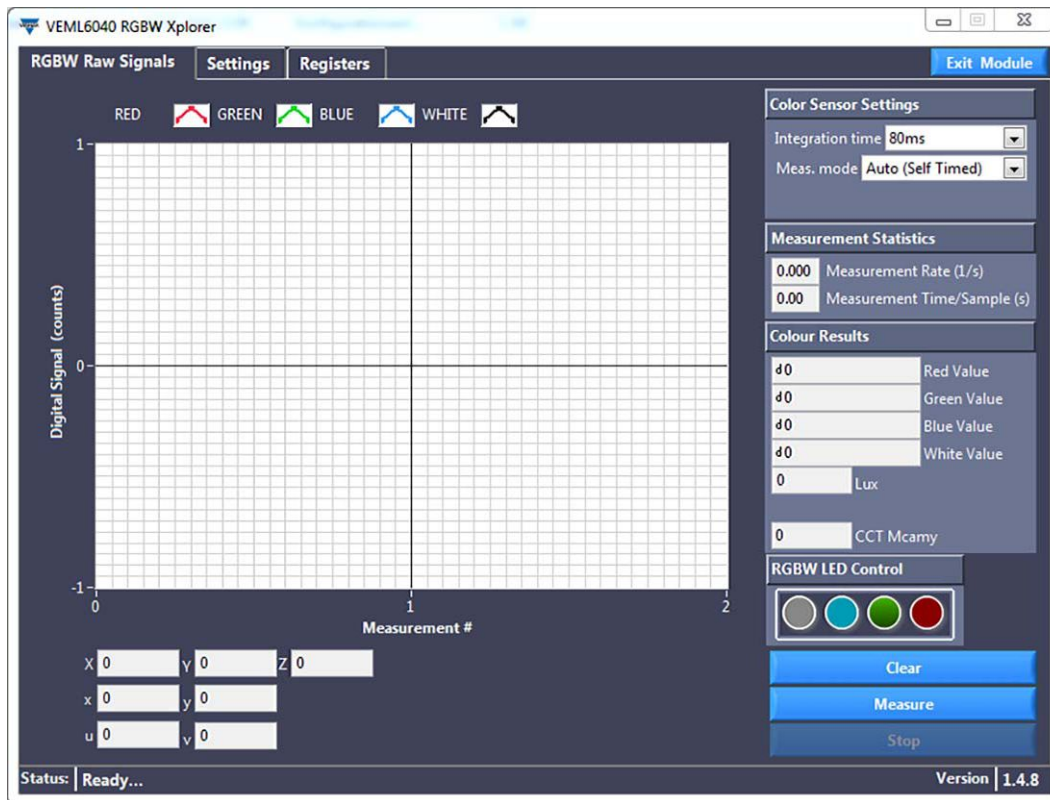 VEML6040 RGBW Xplorer
RGBW Raw Signals Settings Registers Exit Module
RED GREEN BLUE WHITE
1
0
-1
Digital Signal (counts)
0 1 2
Measurement #
X 0 Y 0 Z 0
x 0 y 0
u 0 v 0
Color Sensor Settings
Integration time 80ms
Meas. mode Auto (Self Timed)
Measurement Statistics
0.000 Measurement Rate (1/s)
0.00 Measurement Time/Sample (s)
Colour Results
d 0 Red Value
d 0 Green Value
d 0 Blue Value
d 0 White Value
0 Lux
0 CCT Mcamy
RGBW LED Control
Clear
Measure
Stop
Status: Ready... Version 1.4.8